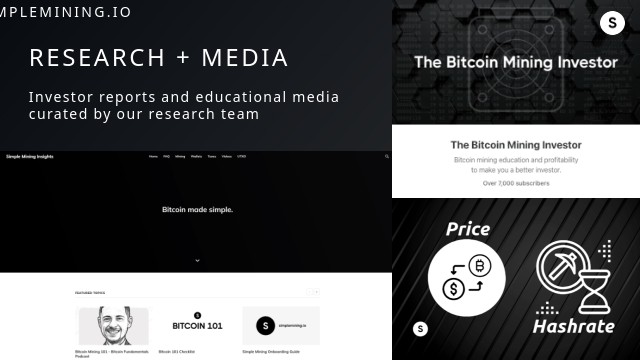 MPLEMINING.IO
RESEARCH + MEDIA
Investor reports and educational media
curated by our research team
Simple Mining Insights
Home FAQ Mining Wallets Taxes Videos
Bitcoin made simple.
FEATURED TOPICS
Bitcoin Mining 101 - Bitcoin Fundamentals
Podcast
BITCOIN 101
Bitcoin 101 Checklist
S
simplemining.io
Simple Mining Onboarding Guide
S
The Bitcoin Mining Investor
The Bitcoin Mining Investor
Bitcoin mining education and profitability
to make you a better investor.
Over 7,000 subscribers
Price
Hashrate
S